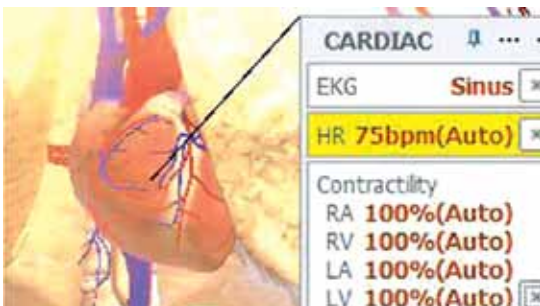 CARDIAC
EKG Sinus
HR 75bpm(Auto)
Contractility
RA 100%(Auto)
RV 100%(Auto)
LA 100%(Auto)
LV 100%(Auto)